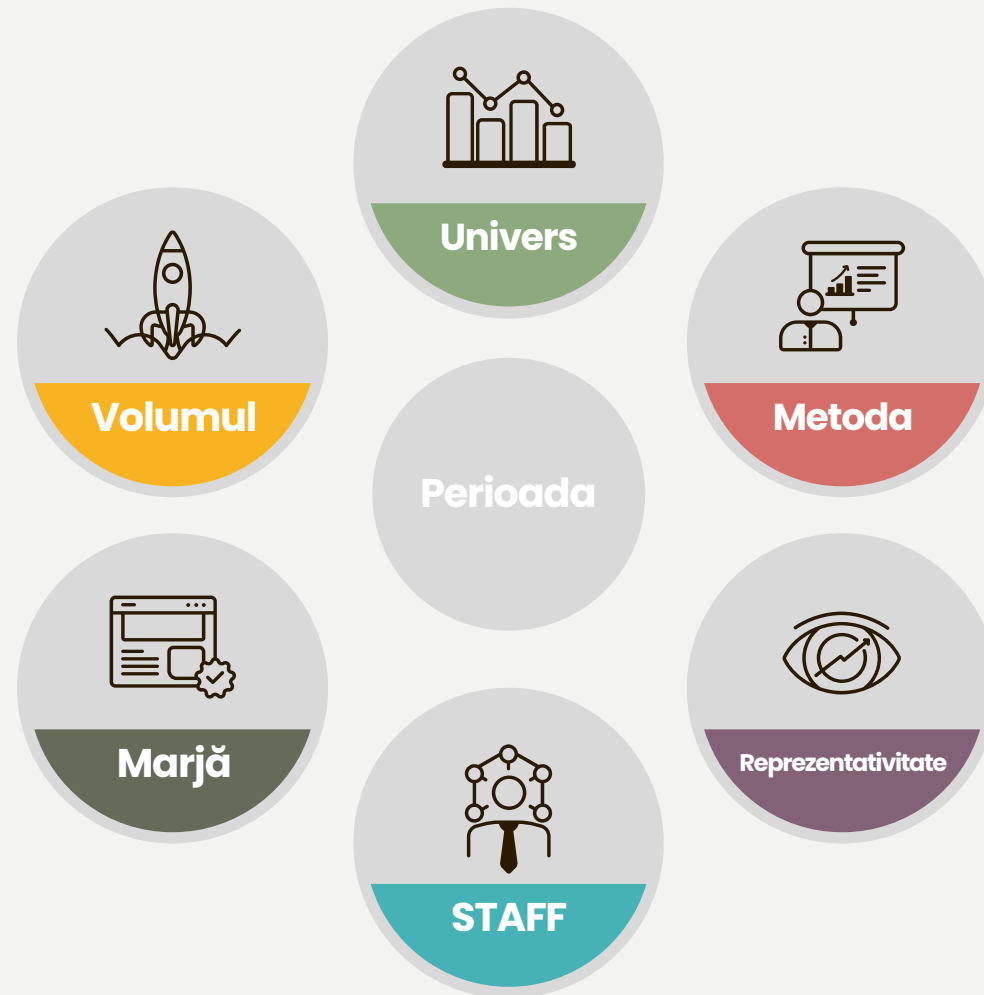 Univers
Volumul
Metoda
Perioada
Marjă
Reprezentativitate
STAFF